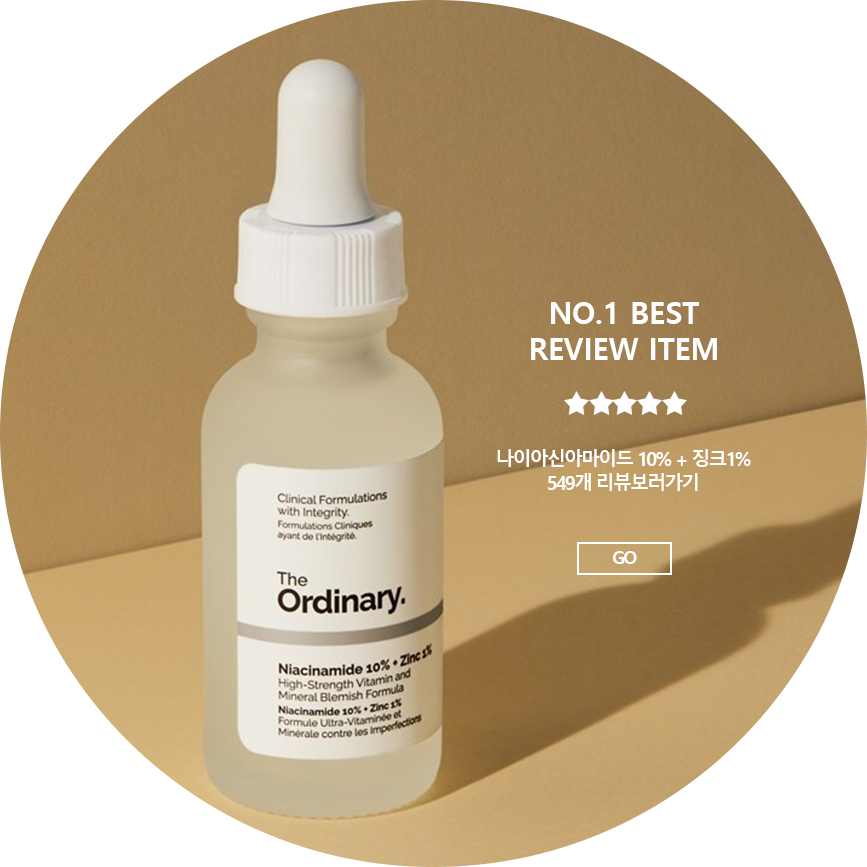 Clinical Formulations
with Integrity.
Formulations Cliniques
ayant de l'Intégrité.
The
Ordinary.
Niacinamide 10% + Zinc 1%
High-Strength Vitamin and
Mineral Blemish Formula
Niacinamide 10% + Zinc 1%
Formule Ultra-Vitaminée et
Minérale contre les Imperfections
NO.1 BEST
REVIEW ITEM
나이아신아마이드 10% + 징크1%
549개 리뷰보러가기
GO